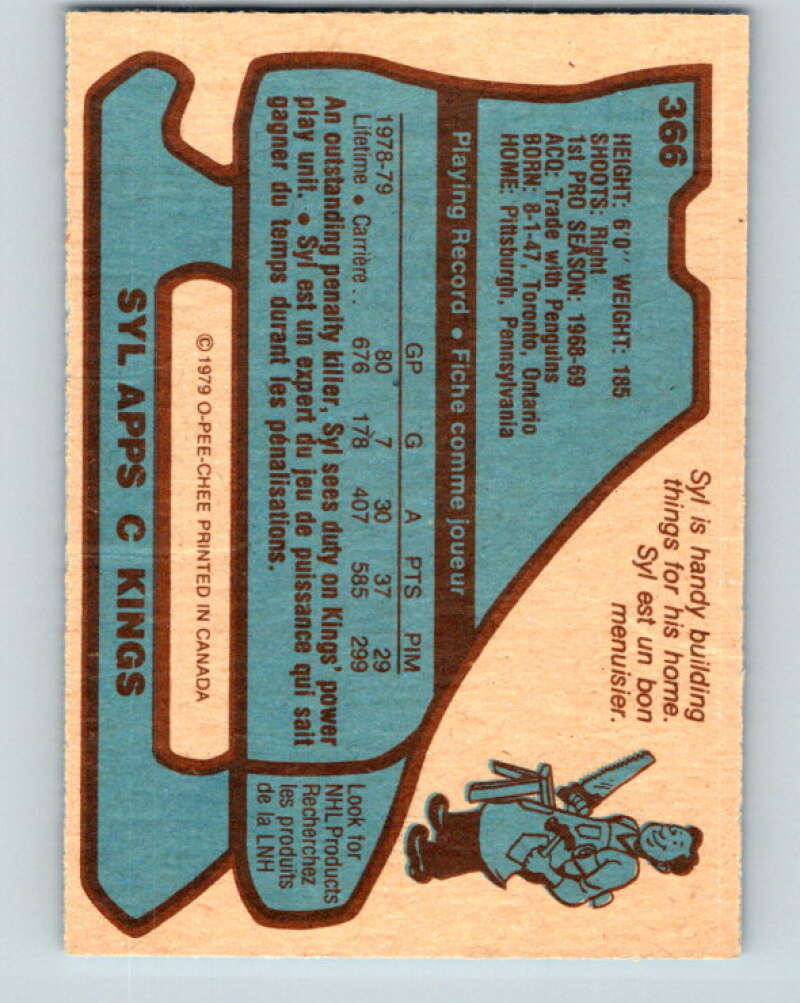 366
HEIGHT: 6'0" WEIGHT: 185
SHOOTS: Right
1st PRO SEASON: 1968-69
ACQ: Trade with Penguins
BORN: 8-1-47, Toronto, Ontario
HOME: Pittsburgh, Pennsylvania
Syl is handy building
things for his home.
Syl est un bon
menuisier.
Playing Record • Fiche comme joueur
GP G A PTS PIM
1978-79 80 7 30 37 29
Lifetime • Carrière . . 676 178 407 585 299
An outstanding penalty killer, Syl sees duty on Kings' power
play unit. • Syl est un expert du jeu de puissance qui sait
gagner du temps durant les pénalisations.
Look for
NHL Products
Recherchez
les produits
de la LNH
© 1979 O-PEE-CHEE PRINTED IN CANADA
SYL APPS C KINGS